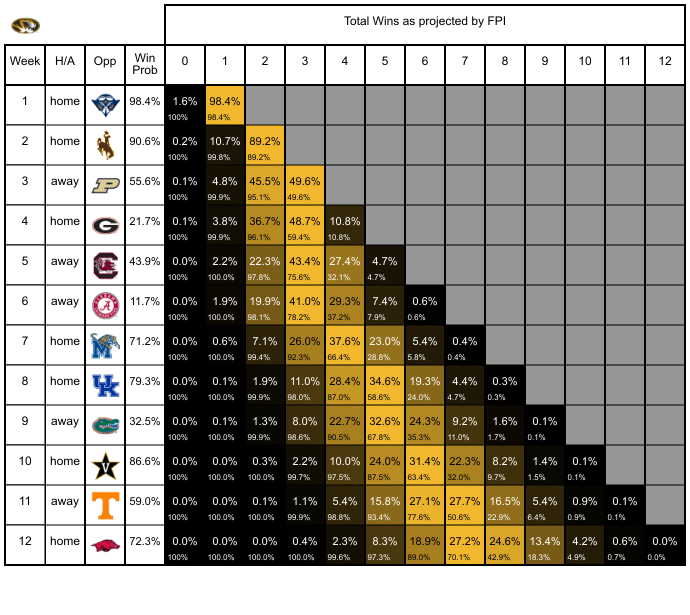 Total Wins as projected by FPI
Week H/A Opp Win Prob 0 1 2 3 4 5 6 7 8 9 10 11 12
1 home 98.4% 1.6% 98.4%
100% 98.4%
2 home 90.6% 0.2% 10.7% 89.2%
100% 99.8% 89.2%
3 away P 55.6% 0.1% 4.8% 45.5% 49.6%
100% 99.9% 95.1% 49.6%
4 home G 21.7% 0.1% 3.8% 36.7% 48.7% 10.8%
100% 99.9% 96.1% 59.4% 10.8%
5 away C 43.9% 0.0% 2.2% 22.3% 43.4% 27.4% 4.7%
100% 100.0% 97.8% 75.6% 32.1% 4.7%
6 away A 11.7% 0.0% 1.9% 19.9% 41.0% 29.3% 7.4% 0.6%
100% 100.0% 98.1% 78.2% 37.2% 7.9% 0.6%
7 home M 71.2% 0.0% 0.6% 7.1% 26.0% 37.6% 23.0% 5.4% 0.4%
100% 100.0% 99.4% 92.3% 66.4% 28.8% 5.8% 0.4%
8 home UK 79.3% 0.0% 0.1% 1.9% 11.0% 28.4% 34.6% 19.3% 4.4% 0.3%
100% 100.0% 99.9% 98.0% 87.0% 58.6% 24.0% 4.7% 0.3%
9 away 32.5% 0.0% 0.1% 1.3% 8.0% 22.7% 32.6% 24.3% 9.2% 1.6% 0.1%
100% 100.0% 99.9% 98.6% 90.5% 67.8% 35.3% 11.0% 1.7% 0.1%
10 home V 86.6% 0.0% 0.0% 0.3% 2.2% 10.0% 24.0% 31.4% 22.3% 8.2% 1.4% 0.1%
100% 100.0% 100.0% 99.7% 97.5% 87.5% 63.4% 32.0% 9.7% 1.5% 0.1%
11 away T 59.0% 0.0% 0.0% 0.1% 1.1% 5.4% 15.8% 27.1% 27.7% 16.5% 5.4% 0.9% 0.1%
100% 100.0% 100.0% 99.9% 98.8% 93.4% 77.6% 50.6% 22.9% 6.4% 0.9% 0.1%
12 home 72.3% 0.0% 0.0% 0.0% 0.4% 2.3% 8.3% 18.9% 27.2% 24.6% 13.4% 4.2% 0.6% 0.0%
100% 100.0% 100.0% 100.0% 99.6% 97.3% 89.0% 70.1% 42.9% 18.3% 4.9% 0.7% 0.0%